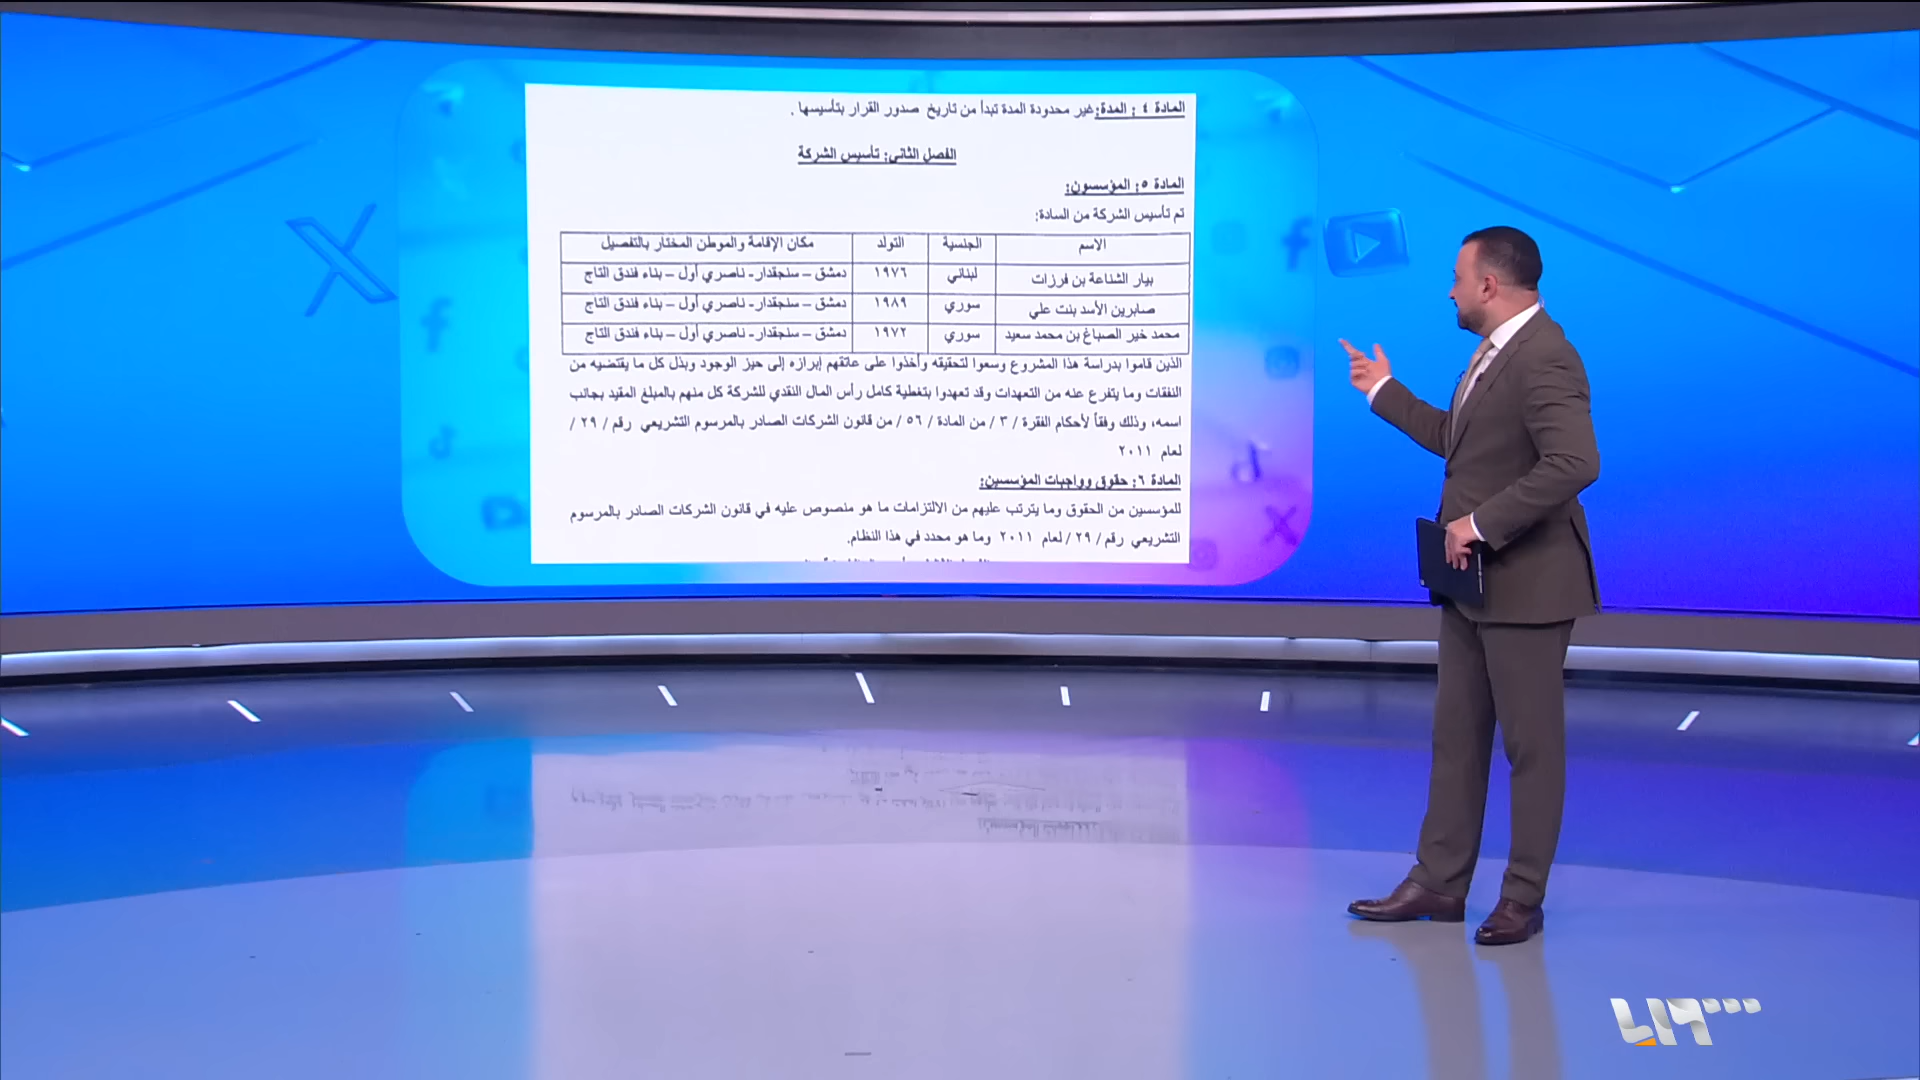 المادة ٤ : المدة: غير محدودة المدة تبدأ من تاريخ صدور القرار بتأسيسها .
الفصل الثاني: تأسيس الشركة
المادة ٥: المؤسسون:
تم تأسيس الشركة من السادة:
الاسم الجنسية التولد مكان الإقامة والموطن المختار بالتفصيل
بيار الشناعة بن فرزات لبناني ١٩٧٦ دمشق – سنجقدار- ناصري أول – بناء فندق التاج
صابرين الأسد بنت علي سوري ١٩٨٩ دمشق – سنجقدار- ناصري أول – بناء فندق التاج
محمد خير الصباغ بن محمد سعيد سوري ١٩٧٢ دمشق – سنجقدار- ناصري أول – بناء فندق التاج
الذين قاموا بدراسة هذا المشروع وسعوا لتحقيقه وأخذوا على عاتقهم إبرازه إلى حيز الوجود وبذل كل ما يقتضيه من
النفقات وما يتفرع عنه من التعهدات وقد تعهدوا بتغطية كامل رأس المال النقدي للشركة كل منهم بالمبلغ المقيد بجانب
اسمه، وذلك وفقاً لأحكام الفقرة / ٣ / من المادة / ٥٦ / من قانون الشركات الصادر بالمرسوم التشريعي رقم / ٢٩ /
لعام ٢٠١١
المادة ٦: حقوق وواجبات المؤسسين:
للمؤسسين من الحقوق وما يترتب عليهم من الالتزامات ما هو منصوص عليه في قانون الشركات الصادر بالمرسوم
التشريعي رقم/ ٢٩ / لعام ٢٠١١ وما هو محدد في هذا النظام.